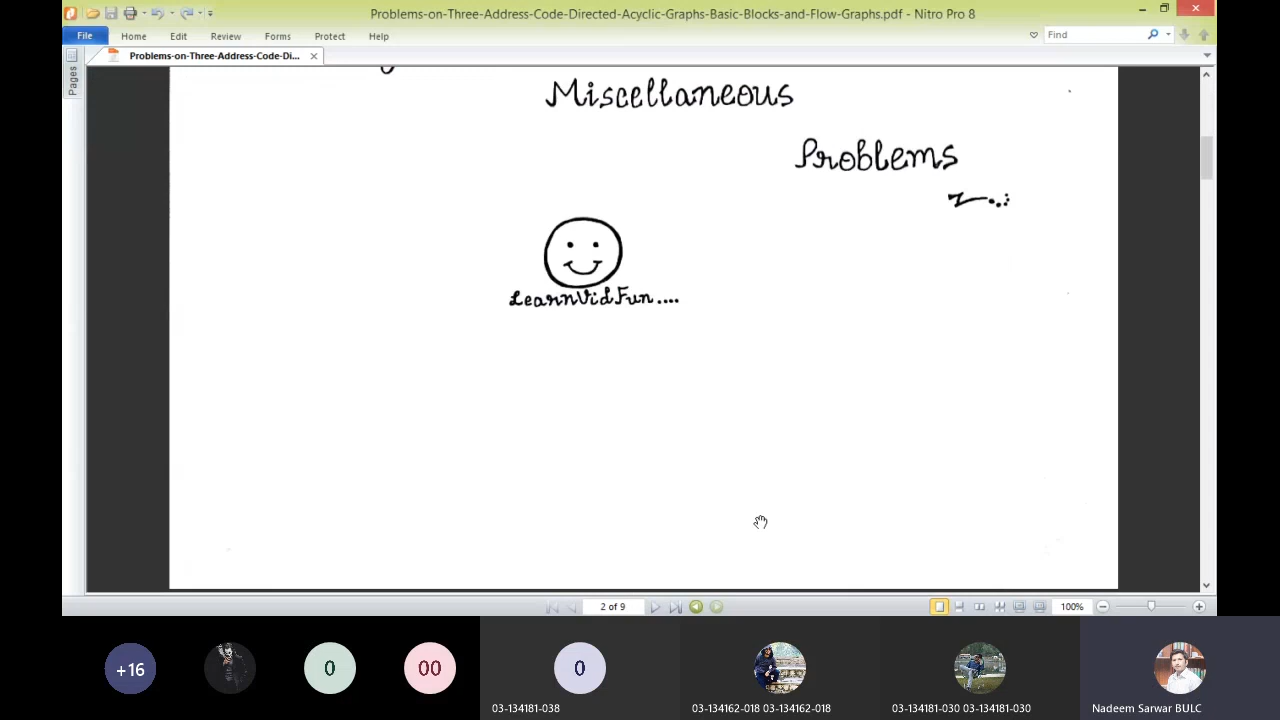 Problems-on-Three-Address-Code-Directed-Acyclic-Graphs-Basic-Blocks-and-Flow-Graphs.pdf - Nitro Pro 8
File Home Edit Review Forms Protect Help
Find
Problems-on-Three-Address-Code-Di...
Pages
Miscellaneous
Problems
LearnVidFun....
2 of 9
100%
+16
0
00
0
03-134181-038
03-134162-018 03-134162-018
03-134181-030 03-134181-030
Nadeem Sarwar BULC